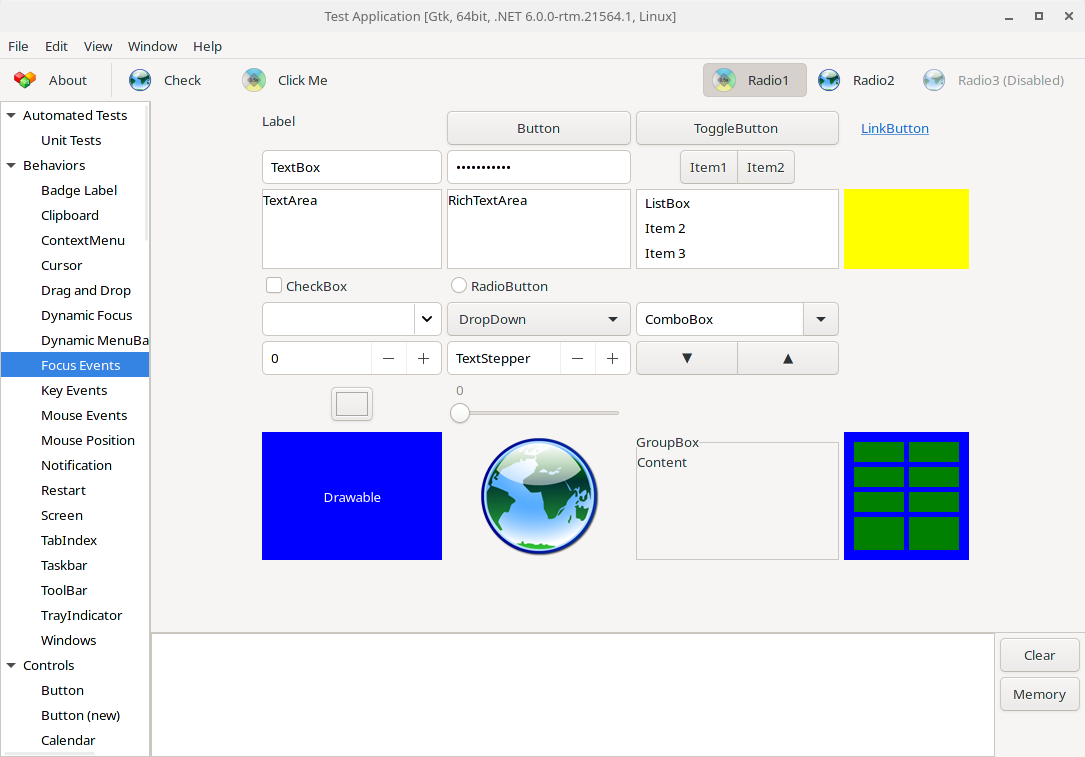 Test Application [Gtk, 64bit, .NET 6.0.0-rtm.21564.1, Linux]
File Edit View Window Help
About Check Click Me Radio1 Radio2 Radio3 (Disabled)
Automated Tests
Unit Tests
Behaviors
Badge Label
Clipboard
ContextMenu
Cursor
Drag and Drop
Dynamic Focus
Dynamic MenuBa
Focus Events
Key Events
Mouse Events
Mouse Position
Notification
Restart
Screen
TabIndex
Taskbar
ToolBar
TrayIndicator
Windows
Controls
Button
Button (new)
Calendar
Label Button ToggleButton LinkButton
TextBox ••••••••••• Item1 Item2
TextArea RichTextArea ListBox
Item 2
Item 3
CheckBox RadioButton
DropDown ComboBox
0 TextStepper
0
Drawable
GroupBox
Content
Clear
Memory